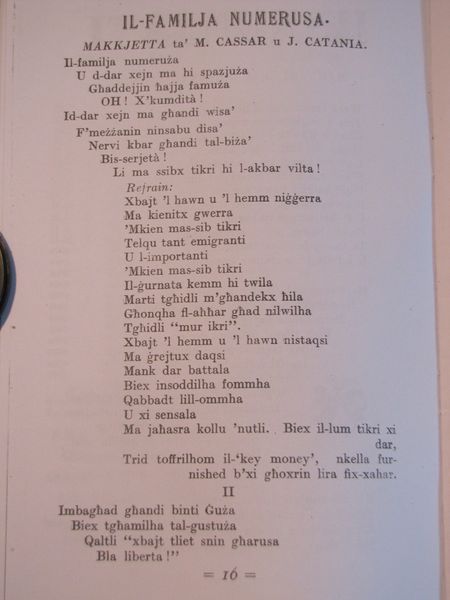 IL-FAMILJA NUMERUSA.
MAKKJETTA ta' M. CASSAR u J. CATANIA.
Il-familja numeruża
U d-dar xejn ma hi spazjuża
Għaddejjin ħajja famuża
OH! X'kumdità!
Id-dar xejn ma għandi wisa'
F'meżżanin ninsabu disa'
Nervi kbar għandi tal-biża'
Bis-serjetà!
Li ma ssibx tikri hi l-akbar vilta!
Refrain:
Xbajt 'l hawn u 'l hemm niġġerra
Ma kienitx gwerra
'Mkien mas-sib tikri
Telqu tant emigranti
U l-importanti
'Mkien mas-sib tikri
Il-ġurnata kemm hi twila
Marti tgħidli m'għandekx ħila
Għonqha fl-aħħar għad nilwilha
Tgħidli "mur ikri".
Xbajt 'l hemm u 'l hawn nistaqsi
Ma ġrejtux daqsi
Mank dar battala
Biex insoddilha fommha
Qabbadt lill-ommha
U xi sensala
Ma jaħasra kollu 'nutli. Biex il-lum tikri xi
dar,
Trid toffrilhom il-'key money', nkella fur-
nished b'xi għoxrin lira fix-xahar.
II
Imbagħad għandi binti Ġuża
Biex tgħamilha tal-gustuża
Qaltli "xbajt tliet snin għarusa
Bla liberta!"
= 16 =